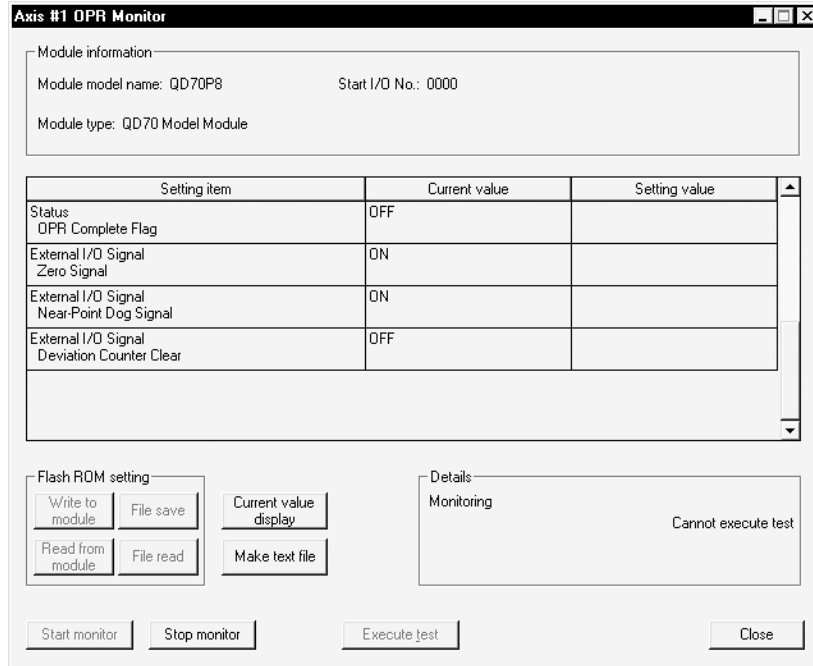 Axis #1 OPR Monitor
Module information
Module model name: QD70P8 Start I/O No.: 0000
Module type: QD70 Model Module
Setting item Current value Setting value
Status OFF
OPR Complete Flag
External I/O Signal ON
Zero Signal
External I/O Signal ON
Near-Point Dog Signal
External I/O Signal OFF
Deviation Counter Clear
Flash ROM setting
Write to module
File save
Read from module
File read
Current value display
Make text file
Details
Monitoring
Cannot execute test
Start monitor Stop monitor Execute test Close